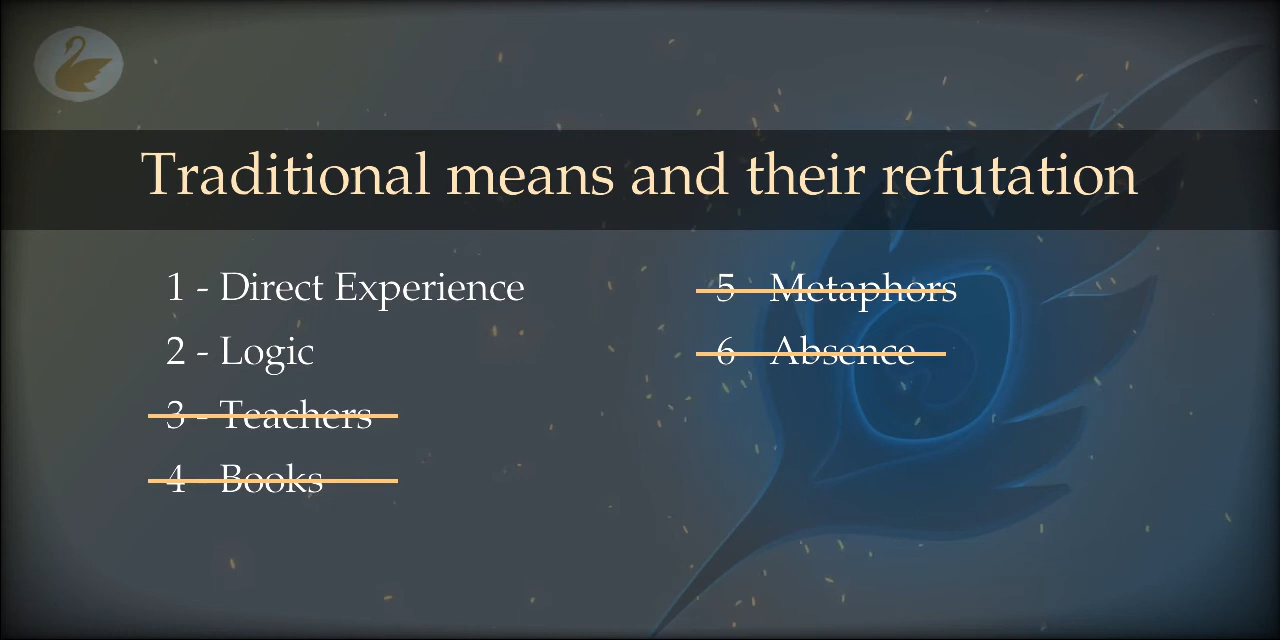 Traditional means and their refutation
1 - Direct Experience
2 - Logic
3 - Teachers
4 - Books
5 - Metaphors
6 - Absence